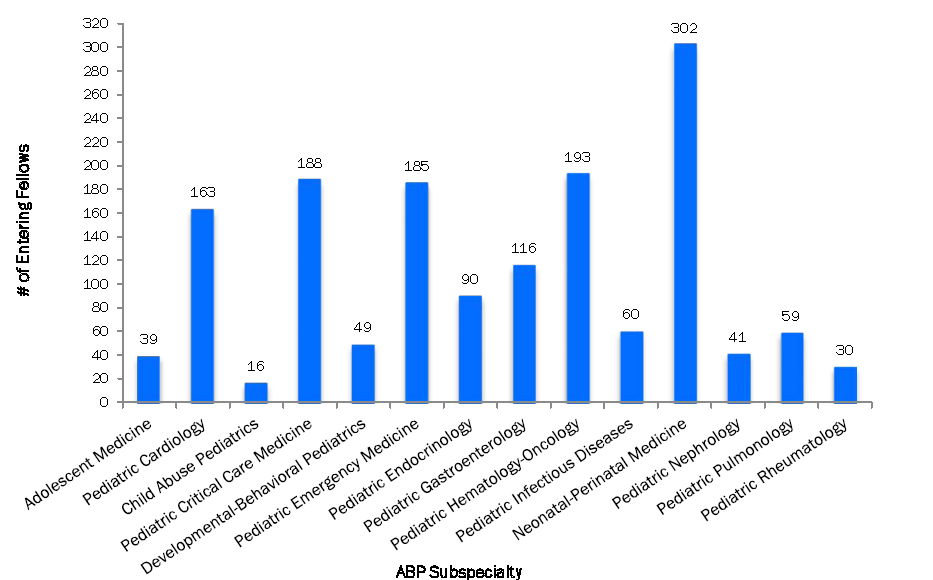 320
300
280
260
240
220
200
180
160
140
120
100
80
60
40
20
0
# of Entering Fellows
39
163
16
188
49
185
90
116
193
60
302
41
59
30
Adolescent Medicine
Pediatric Cardiology
Child Abuse Pediatrics
Pediatric Critical Care Medicine
Developmental-Behavioral Pediatrics
Pediatric Emergency Medicine
Pediatric Endocrinology
Pediatric Gastroenterology
Pediatric Hematology-Oncology
Pediatric Infectious Diseases
Neonatal-Perinatal Medicine
Pediatric Nephrology
Pediatric Pulmonology
Pediatric Rheumatology
ABP Subspecialty